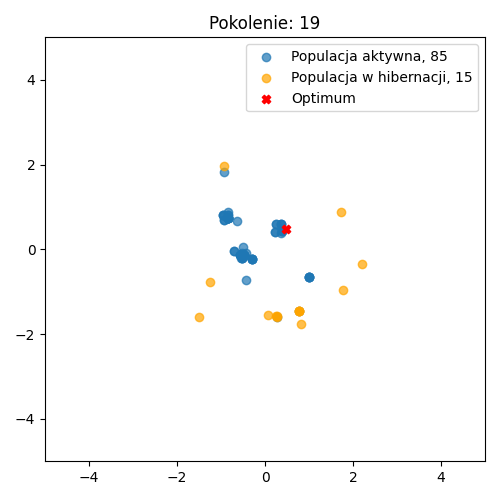 Pokolenie: 19
Populacja aktywna, 85
Populacja w hibernacji, 15
Optimum
4
2
0
−2
−4
−4
−2
0
2
4